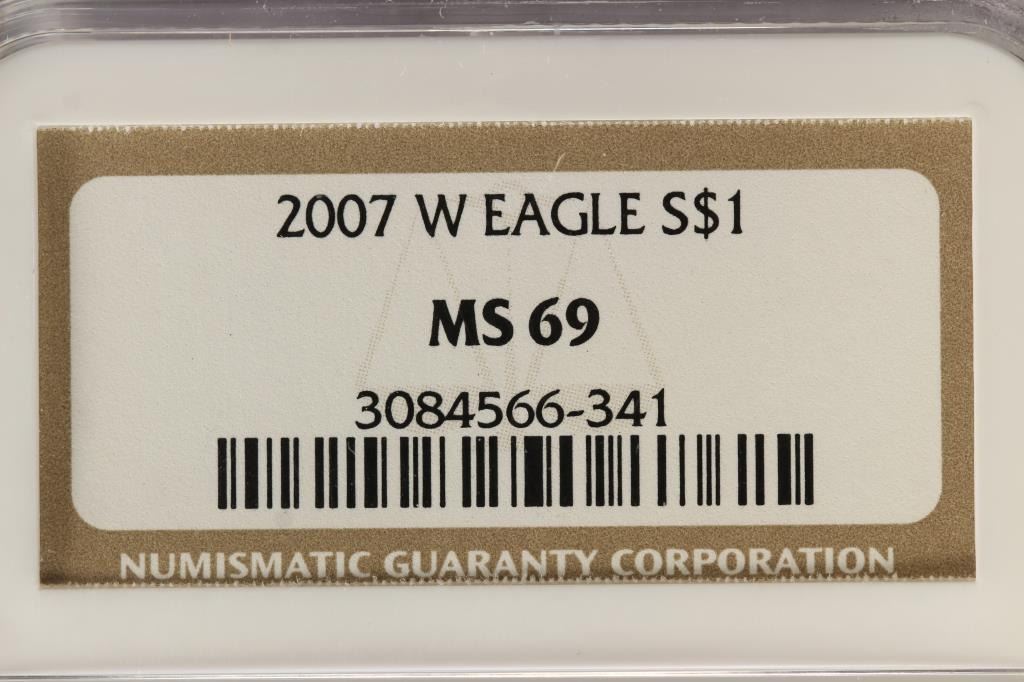 2007 W EAGLE S$1
MS 69
3084566-341
NUMISMATIC GUARANTY CORPORATION